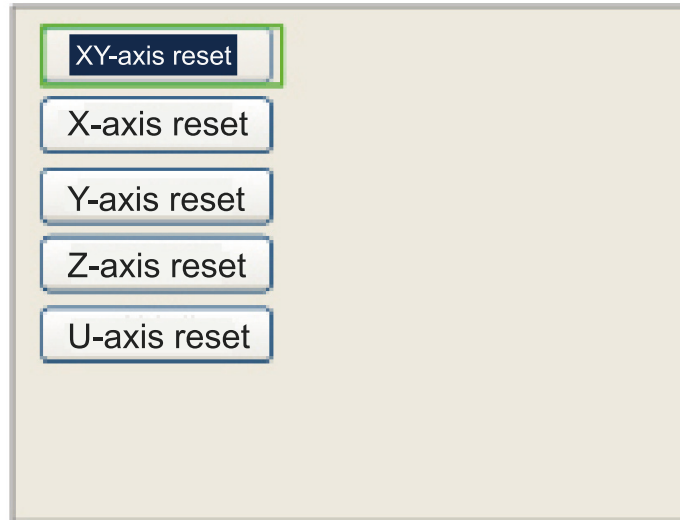 XY-axis reset
X-axis reset
Y-axis reset
Z-axis reset
U-axis reset